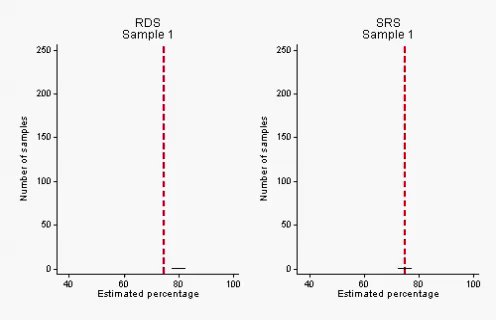 RDS
Sample 1
250
200
150
100
50
0
Number of samples
40 60 80 100
Estimated percentage
SRS
Sample 1
250
200
150
100
50
0
Number of samples
40 60 80 100
Estimated percentage